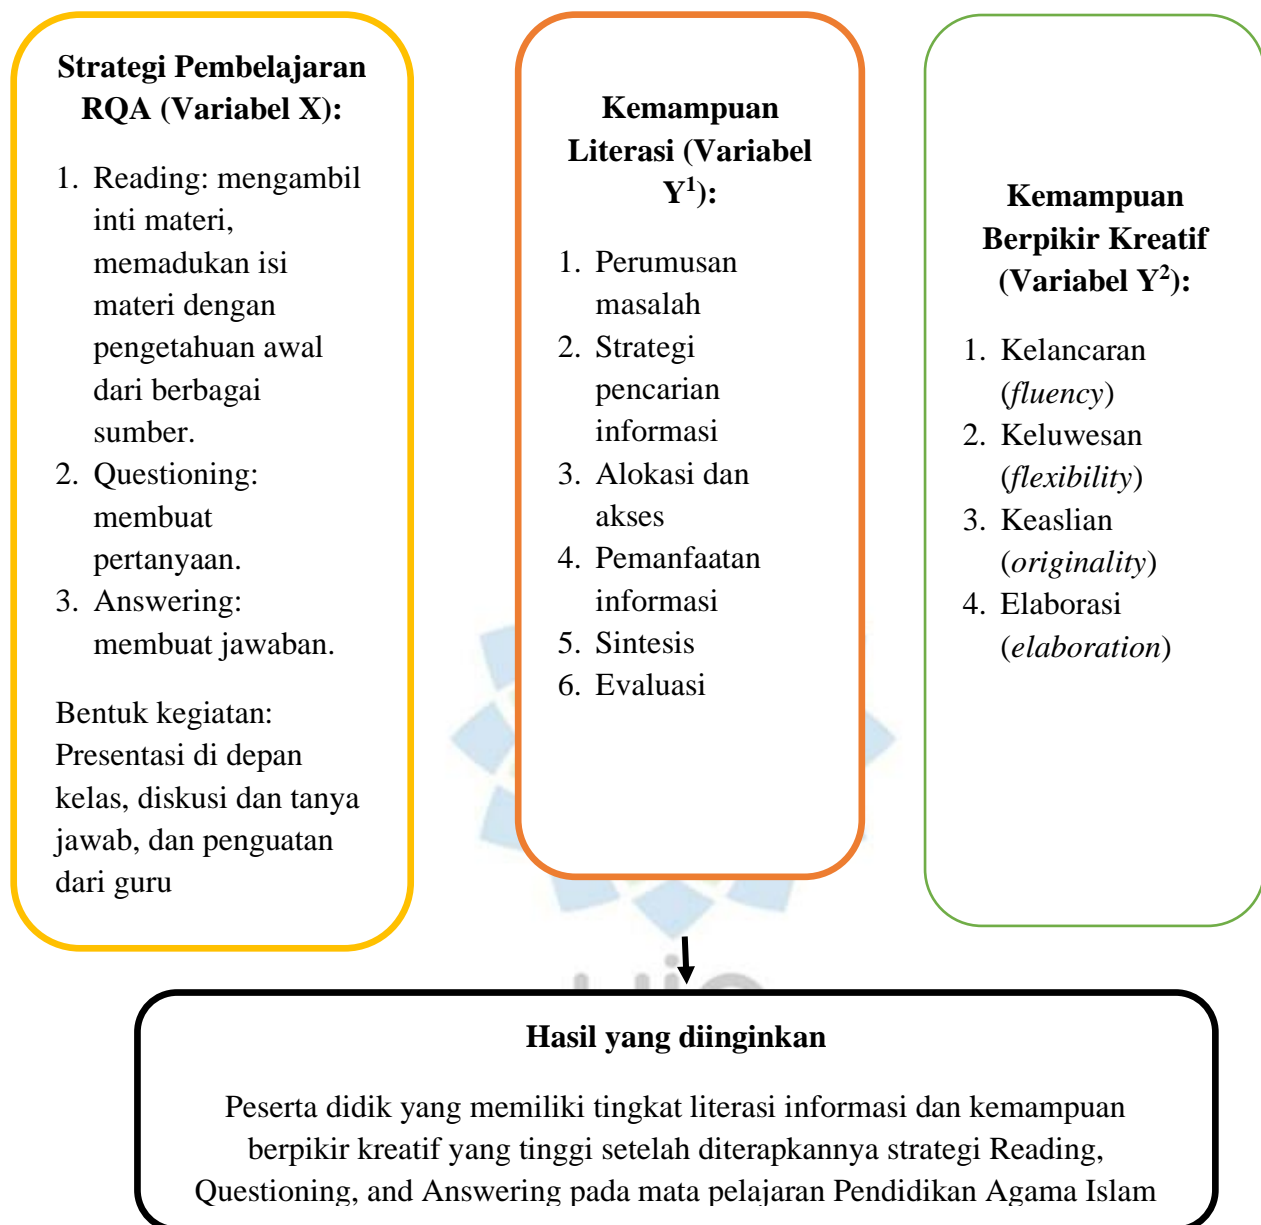 Strategi Pembelajaran
RQA (Variabel X):
1. Reading: mengambil
inti materi,
memadukan isi
materi dengan
pengetahuan awal
dari berbagai
sumber.
2. Questioning:
membuat
pertanyaan.
3. Answering:
membuat jawaban.
Bentuk kegiatan:
Presentasi di depan
kelas, diskusi dan tanya
jawab, dan penguatan
dari guru
Kemampuan
Literasi (Variabel
Y¹):
1. Perumusan
masalah
2. Strategi
pencarian
informasi
3. Alokasi dan
akses
4. Pemanfaatan
informasi
5. Sintesis
6. Evaluasi
Kemampuan
Berpikir Kreatif
(Variabel Y²):
1. Kelancaran
(fluency)
2. Keluwesan
(flexibility)
3. Keaslian
(originality)
4. Elaborasi
(elaboration)
Hasil yang diinginkan
Peserta didik yang memiliki tingkat literasi informasi dan kemampuan
berpikir kreatif yang tinggi setelah diterapkannya strategi Reading,
Questioning, and Answering pada mata pelajaran Pendidikan Agama Islam